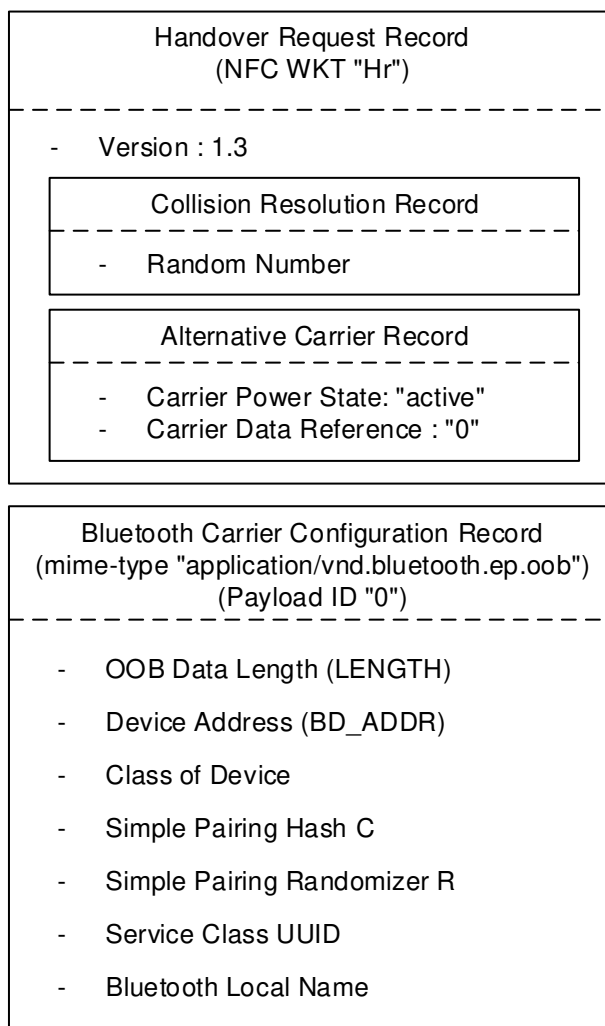 Handover Request Record
(NFC WKT "Hr")
- Version : 1.3
Collision Resolution Record
- Random Number
Alternative Carrier Record
- Carrier Power State: "active"
- Carrier Data Reference : "0"
Bluetooth Carrier Configuration Record
(mime-type "application/vnd.bluetooth.ep.oob")
(Payload ID "0")
- OOB Data Length (LENGTH)
- Device Address (BD_ADDR)
- Class of Device
- Simple Pairing Hash C
- Simple Pairing Randomizer R
- Service Class UUID
- Bluetooth Local Name